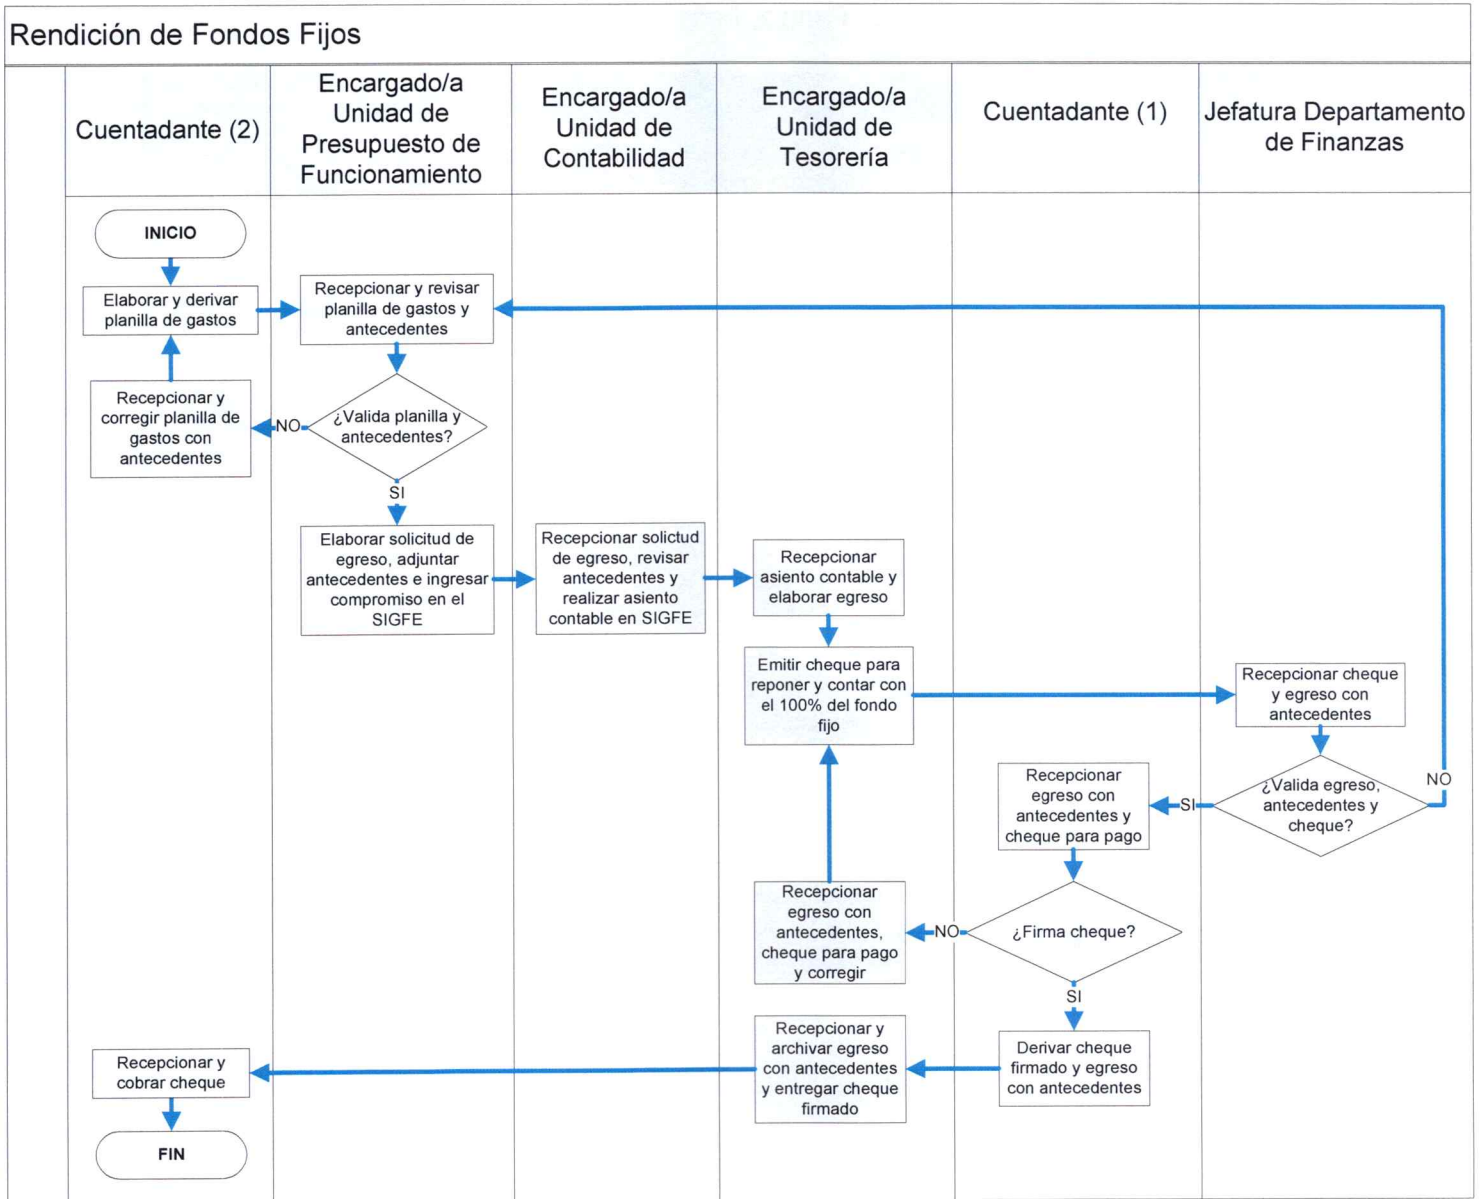 Rendición de Fondos Fijos
Cuentadante (2)
Encargado/a
Unidad de
Presupuesto de
Funcionamiento
Encargado/a
Unidad de
Contabilidad
Encargado/a
Unidad de
Tesorería
Cuentadante (1)
Jefatura Departamento
de Finanzas
INICIO
Elaborar y derivar
planilla de gastos
Recepcionar y revisar
planilla de gastos y
antecedentes
Recepcionar y
corregir planilla de
gastos con
antecedentes
NO
¿Valida planilla y
antecedentes?
SI
Elaborar solicitud de
egreso, adjuntar
antecedentes e ingresar
compromiso en el
SIGFE
Recepcionar solictud
de egreso, revisar
antecedentes y
realizar asiento
contable en SIGFE
Recepcionar
asiento contable y
elaborar egreso
Emitir cheque para
reponer y contar con
el 100% del fondo
fijo
Recepcionar cheque
y egreso con
antecedentes
¿Valida egreso,
antecedentes y
cheque?
NO
SI
Recepcionar
egreso con
antecedentes y
cheque para pago
¿Firma cheque?
NO
Recepcionar
egreso con
antecedentes,
cheque para pago
y corregir
SI
Derivar cheque
firmado y egreso
con antecedentes
Recepcionar y
archivar egreso
con antecedentes
y entregar cheque
firmado
Recepcionar y
cobrar cheque
FIN